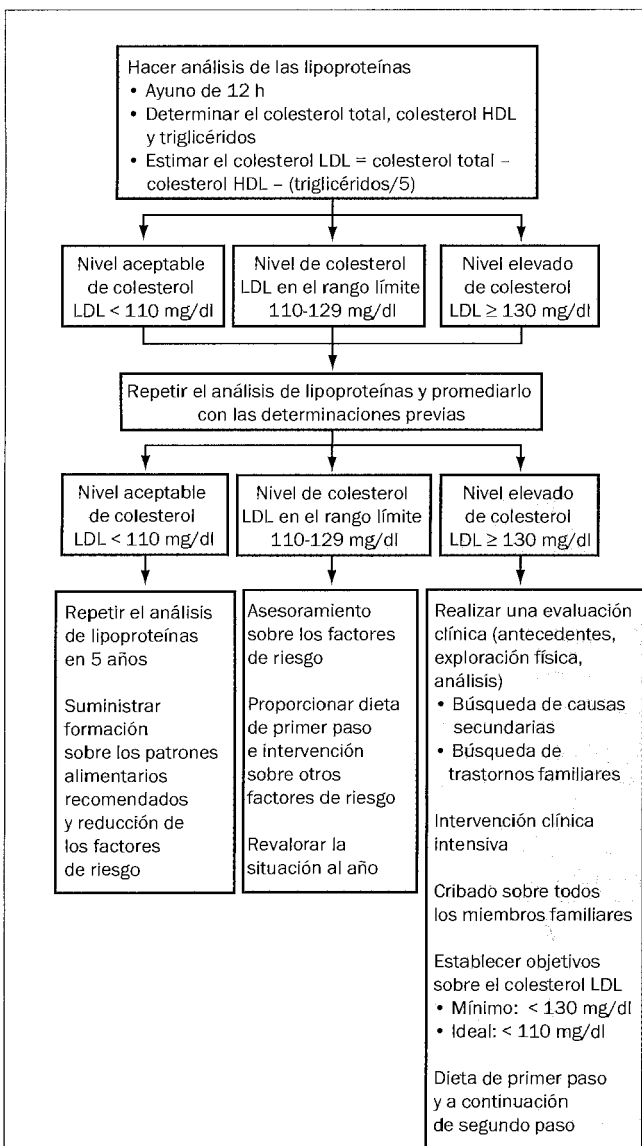 Hacer análisis de las lipoproteínas
• Ayuno de 12 h
• Determinar el colesterol total, colesterol HDL
y triglicéridos
• Estimar el colesterol LDL = colesterol total –
colesterol HDL – (triglicéridos/5)
Nivel aceptable
de colesterol
LDL < 110 mg/dl
Nivel de colesterol
LDL en el rango límite
110-129 mg/dl
Nivel elevado
de colesterol
LDL ≥ 130 mg/dl
Repetir el análisis de lipoproteínas y promediarlo
con las determinaciones previas
Nivel aceptable
de colesterol
LDL < 110 mg/dl
Nivel de colesterol
LDL en el rango límite
110-129 mg/dl
Nivel elevado
de colesterol
LDL ≥ 130 mg/dl
Repetir el análisis
de lipoproteínas
en 5 años
Suministrar
formación
sobre los patrones
alimentarios
recomendados
y reducción de
los factores
de riesgo
Asesoramiento
sobre los factores
de riesgo
Proporcionar dieta
de primer paso
e intervención
sobre otros
factores de riesgo
Revalorar la
situación al año
Realizar una evaluación
clínica (antecedentes,
exploración física,
análisis)
• Búsqueda de causas
secundarias
• Búsqueda de
trastornos familiares
Intervención clínica
intensiva
Cribado sobre todos
los miembros familiares
Establecer objetivos
sobre el colesterol LDL
• Mínimo: < 130 mg/dl
• Ideal: < 110 mg/dl
Dieta de primer paso
y a continuación
de segundo paso